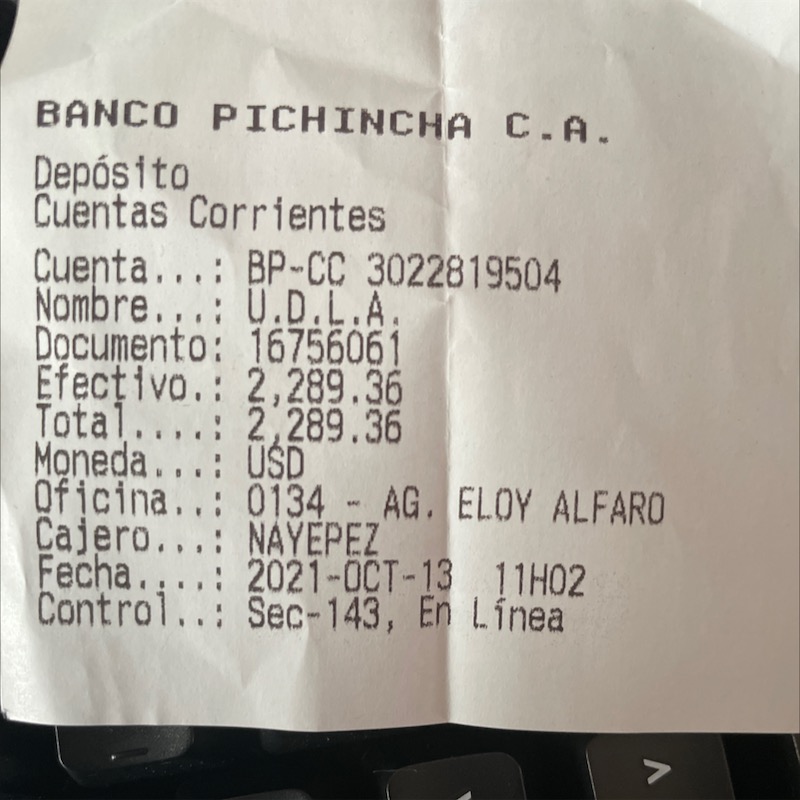 BANCO PICHINCHA C.A.
Depósito
Cuentas Corrientes
Cuenta...: BP-CC 3022819504
Nombre...: U.D.L.A.
Documento: 16756061
Efectivo.: 2,289.36
Total....: 2,289.36
Moneda...: USD
Oficina..: 0134 - AG. ELOY ALFARO
Cajero...: NAYEPEZ
Fecha....: 2021-OCT-13 11H02
Control..: Sec-143, En Línea